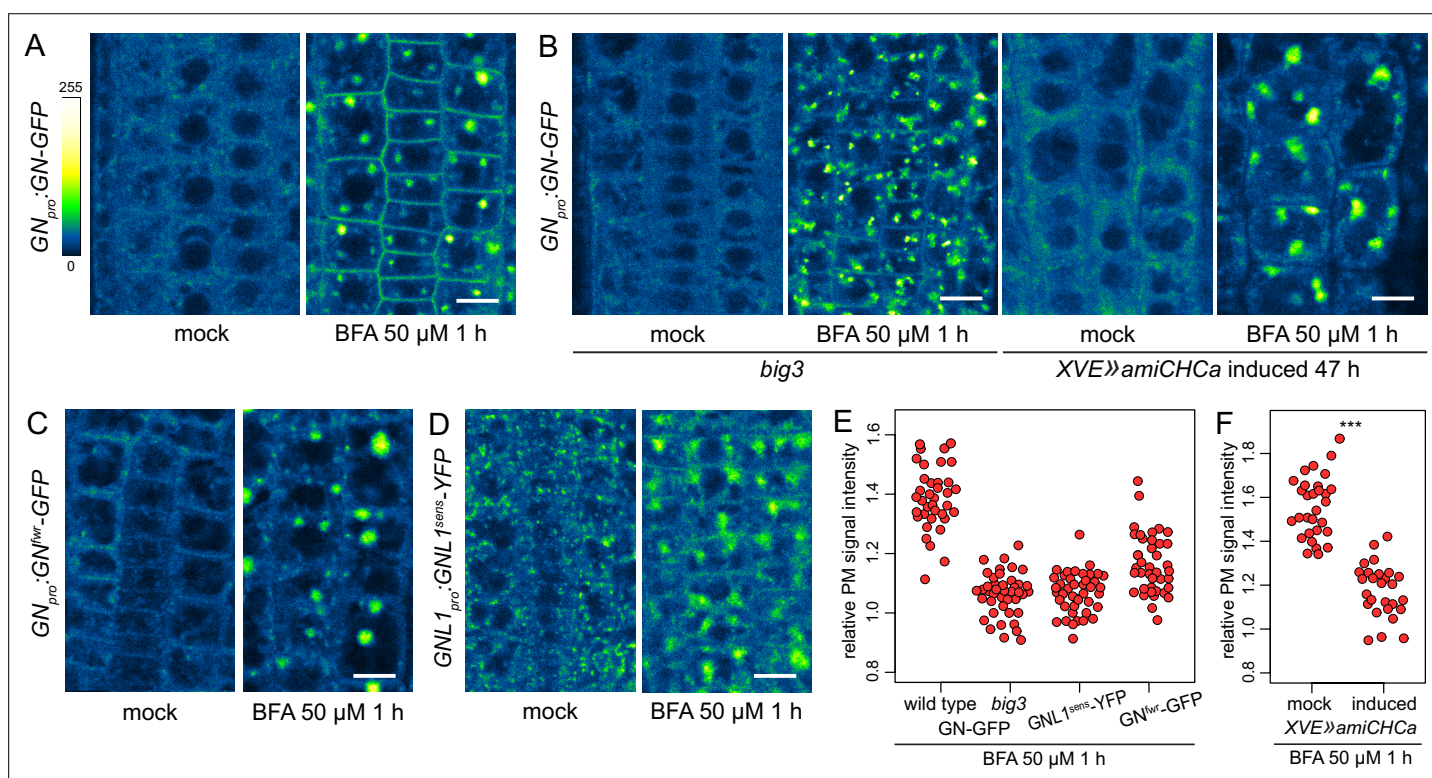 A
255
0
GNpro:GN-GFP
mock
BFA 50 µM 1 h
B
GNpro:GN-GFP
mock
BFA 50 µM 1 h
mock
BFA 50 µM 1 h
big3
XVE»amiCHCa induced 47 h
C
GNpro:GNfwr-GFP
mock
BFA 50 µM 1 h
D
GNL1pro:GNL1sens-YFP
mock
BFA 50 µM 1 h
E
relative PM signal intensity
1.6
1.4
1.2
1.0
0.8
wild type
big3
GN-GFP
GNL1sens-YFP
GNfwr-GFP
BFA 50 µM 1 h
F
relative PM signal intensity
***
1.8
1.6
1.4
1.2
1.0
0.8
mock
induced
XVE»amiCHCa
BFA 50 µM 1 h